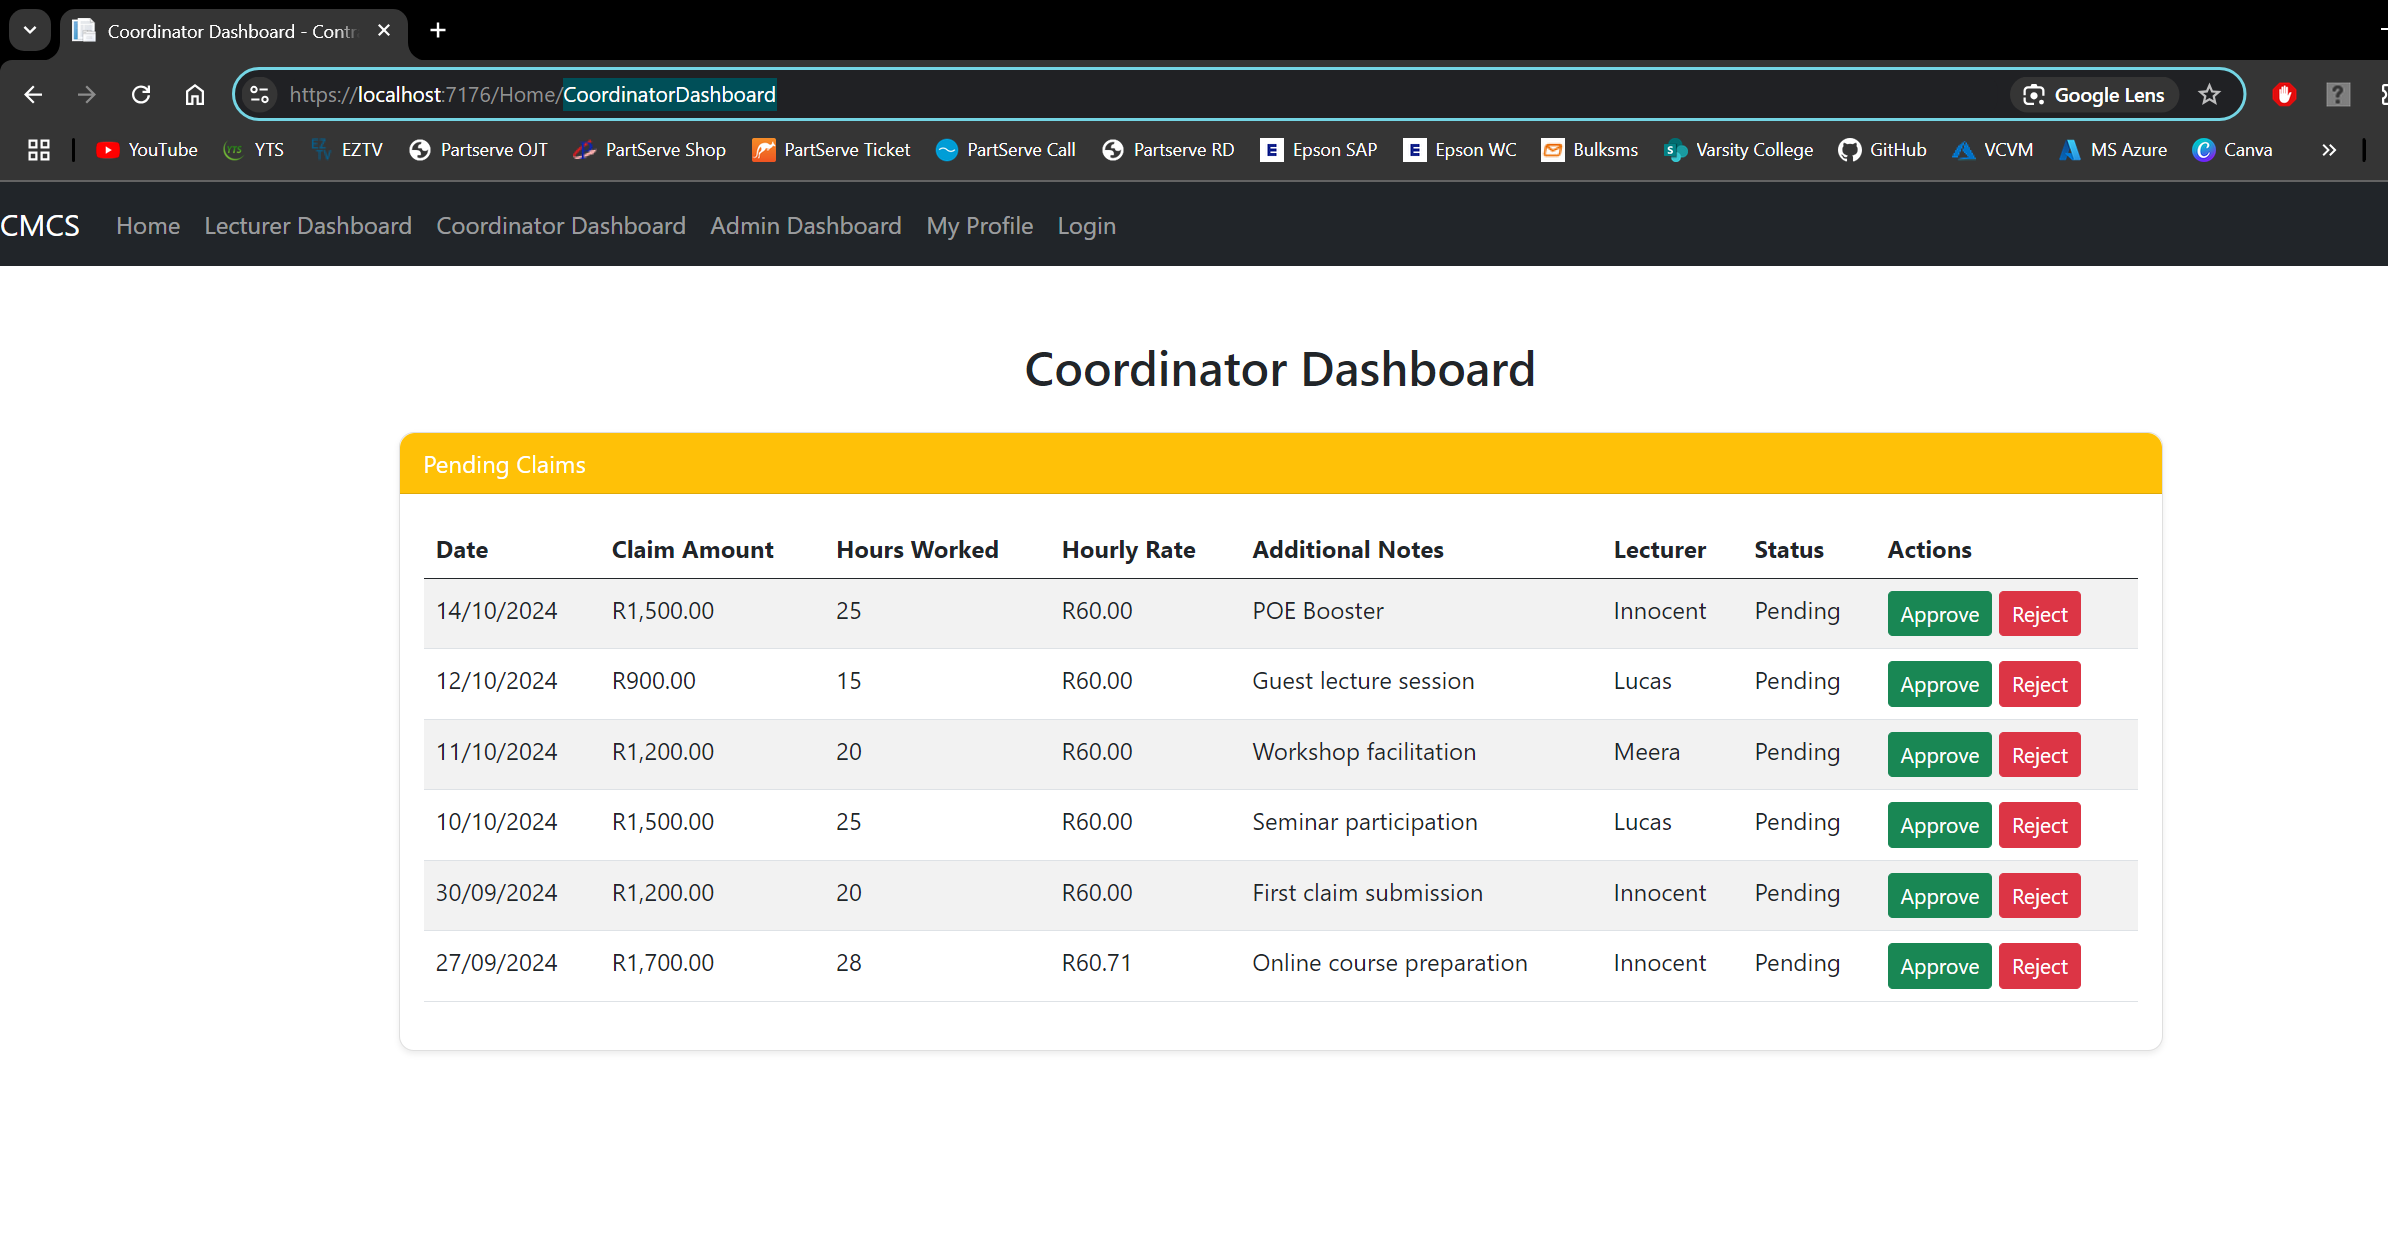 Coordinator Dashboard - Contr
https://localhost:7176/Home/CoordinatorDashboard
Google Lens
YouTube YTS EZTV Partserve OJT PartServe Shop PartServe Ticket PartServe Call Partserve RD E Epson SAP E Epson WC Bulksms S Varsity College GitHub VCVM MS Azure Canva
CMCS Home Lecturer Dashboard Coordinator Dashboard Admin Dashboard My Profile Login
Coordinator Dashboard
Pending Claims
Date Claim Amount Hours Worked Hourly Rate Additional Notes Lecturer Status Actions
14/10/2024 R1,500.00 25 R60.00 POE Booster Innocent Pending Approve Reject
12/10/2024 R900.00 15 R60.00 Guest lecture session Lucas Pending Approve Reject
11/10/2024 R1,200.00 20 R60.00 Workshop facilitation Meera Pending Approve Reject
10/10/2024 R1,500.00 25 R60.00 Seminar participation Lucas Pending Approve Reject
30/09/2024 R1,200.00 20 R60.00 First claim submission Innocent Pending Approve Reject
27/09/2024 R1,700.00 28 R60.71 Online course preparation Innocent Pending Approve Reject